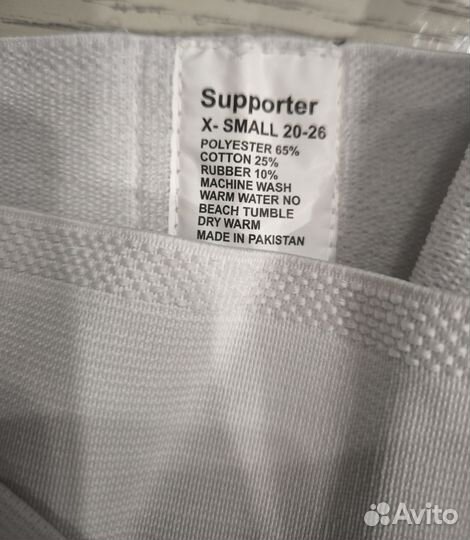 Supporter
X- SMALL 20-26
POLYESTER 65%
COTTON 25%
RUBBER 10%
MACHINE WASH
WARM WATER NO
BEACH TUMBLE
DRY WARM
MADE IN PAKISTAN
Avito